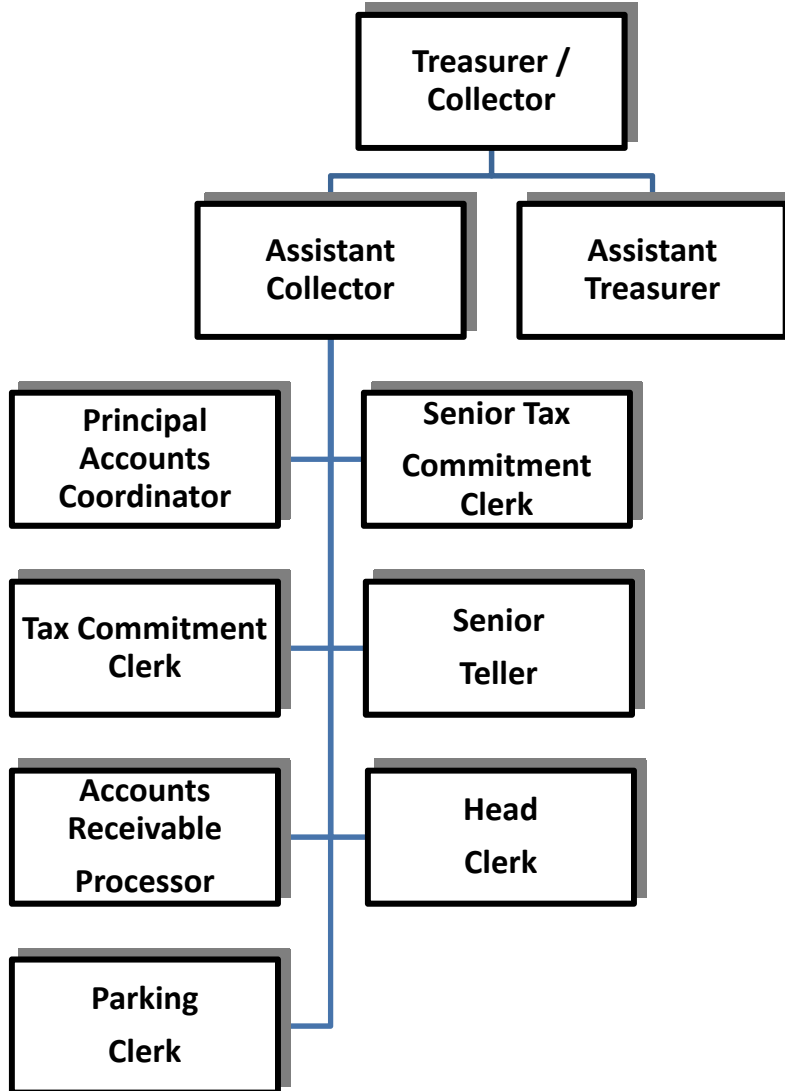 Treasurer /
Collector
Assistant
Collector
Assistant
Treasurer
Principal
Accounts
Coordinator
Senior Tax
Commitment
Clerk
Tax Commitment
Clerk
Senior
Teller
Accounts
Receivable
Processor
Head
Clerk
Parking
Clerk